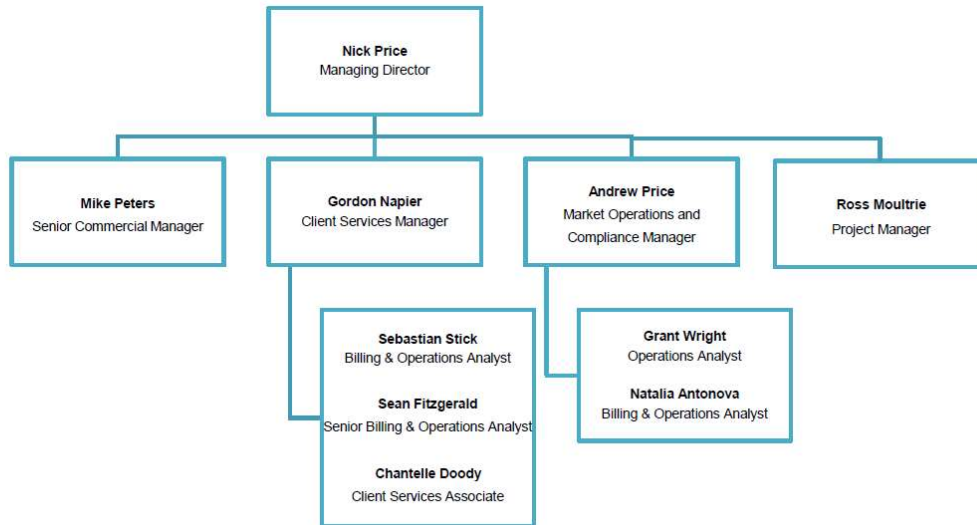 Nick Price
Managing Director
Mike Peters
Senior Commercial Manager
Gordon Napier
Client Services Manager
Andrew Price
Market Operations and
Compliance Manager
Ross Moultrie
Project Manager
Sebastian Stick
Billing & Operations Analyst
Sean Fitzgerald
Senior Billing & Operations Analyst
Chantelle Doody
Client Services Associate
Grant Wright
Operations Analyst
Natalia Antonova
Billing & Operations Analyst